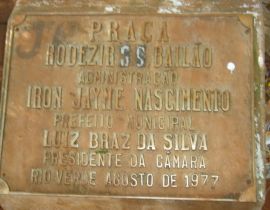 PRAÇA
RODEZIR S S BAILÃO
ADMINISTRAÇÃO
IRON JAYME NASCIMENTO
PREFEITO MUNICIPAL
LUIZ BRAZ DA SILVA
PRESIDENTE DA CÂMARA
RIO VERDE AGOSTO DE 1977